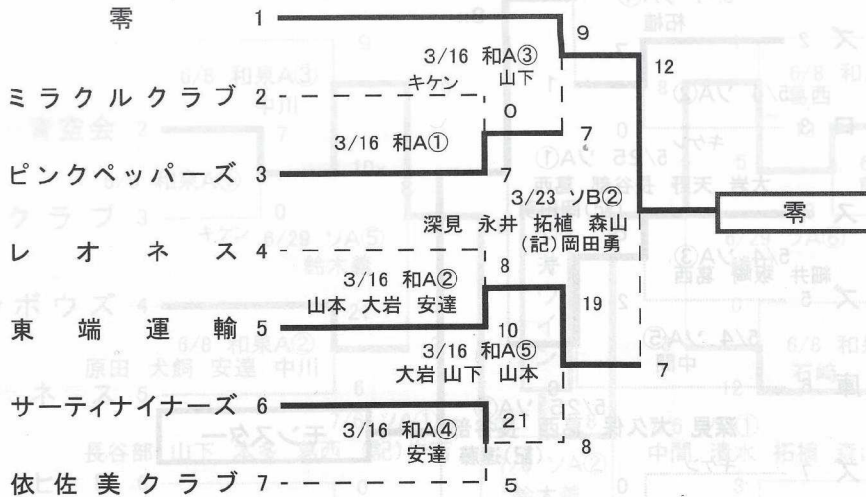 零 1
9
12
3/16 和A③
キケン 山下
ミラクルクラブ 2
0
3/16 和A①
7
ピンクペッパーズ 3
7
3/23 ソB②
深見 永井 拓植 森山
(記)岡田勇
零
レオネス 4
8
3/16 和A②
山本 大岩 安達
19
東端運輸 5
10
3/16 和A⑤
大岩 山下 山本
7
サーティナイナーズ 6
21
3/16 和A④
安達
8
依佐美クラブ 7
5